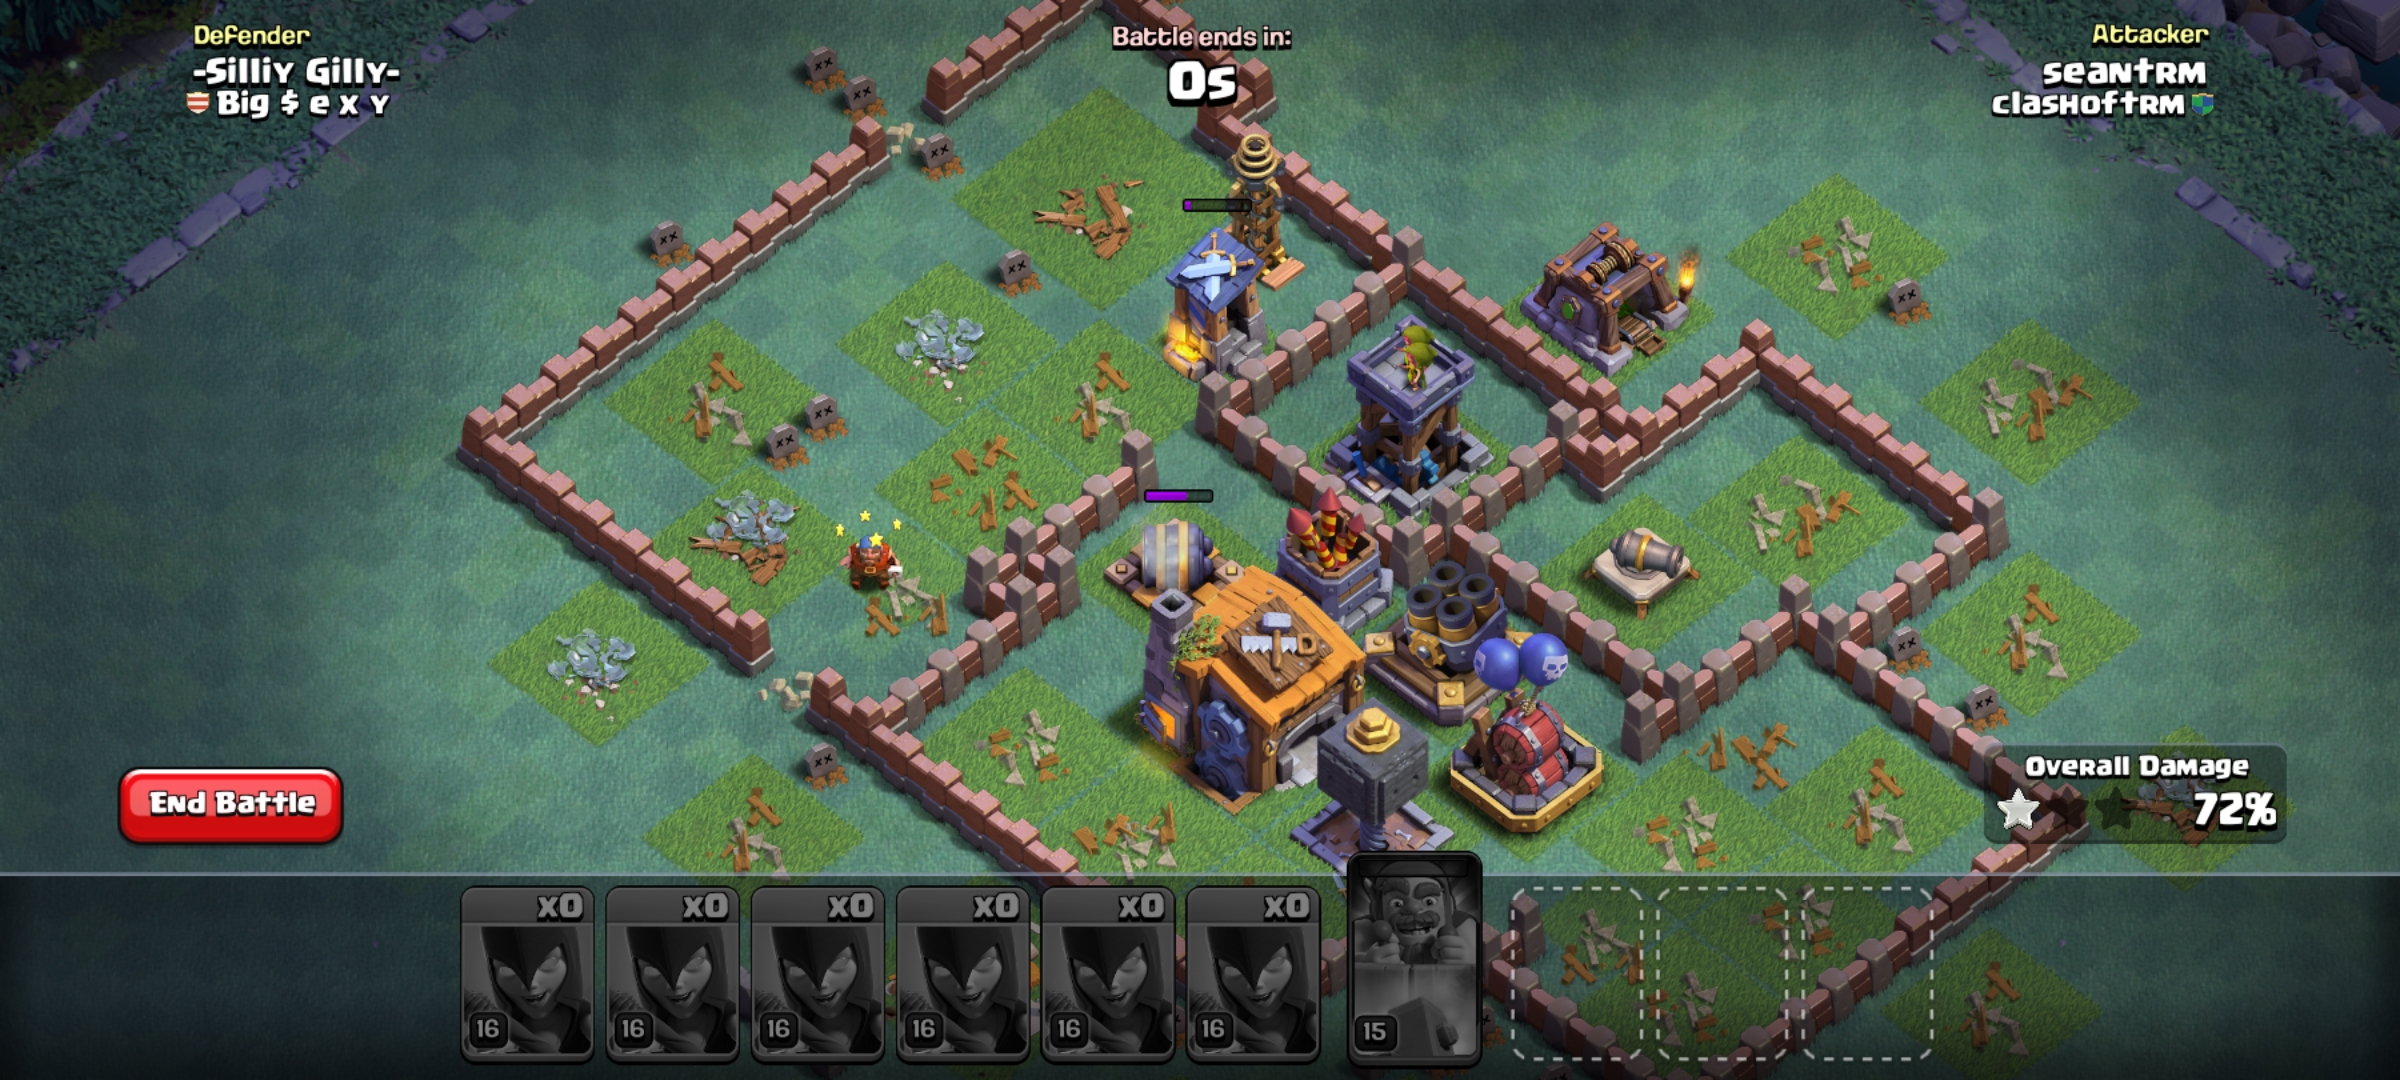 Defender
-Silliy Gilly-
Big $ e x y
Battle ends in:
0s
Attacker
seantRM
clashoftRM
End Battle
Overall Damage
72%
x0
x0
x0
x0
x0
x0
16
16
16
16
16
16
15